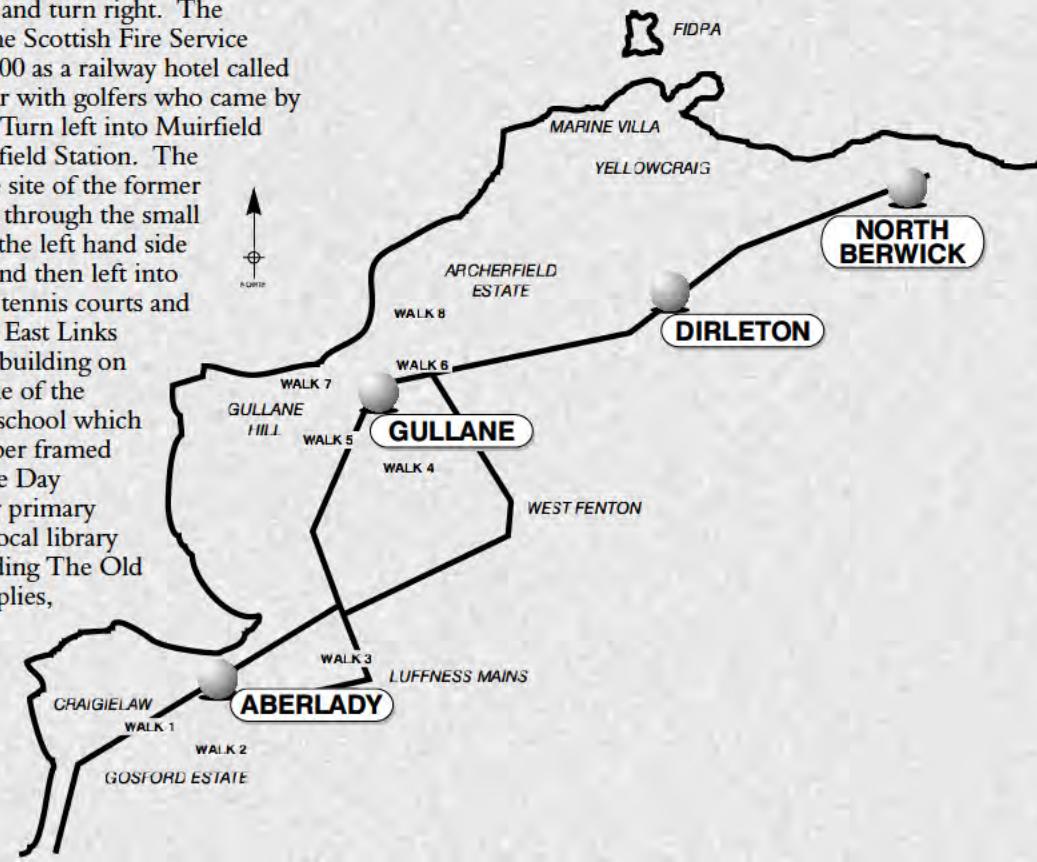 and turn right. The
ne Scottish Fire Service
00 as a railway hotel called
r with golfers who came by
Turn left into Muirfield
field Station. The
e site of the former
through the small
the left hand side
nd then left into
tennis courts and
East Links
building on
le of the
school which
ber framed
e Day
r primary
ocal library
ding The Old
plies,
FIDPA
MARINE VILLA
YELLOWCRAIG
NORTH
BERWICK
NORTH
ARCHERFIELD
ESTATE
WALK 8
DIRLETON
WALK 6
WALK 7
GULLANE
HILL
WALK 5
GULLANE
WALK 4
WEST FENTON
WALK 3
LUFFNESS MAINS
CRAIGIELAW
ABERLADY
WALK 1
WALK 2
GOSFORD ESTATE